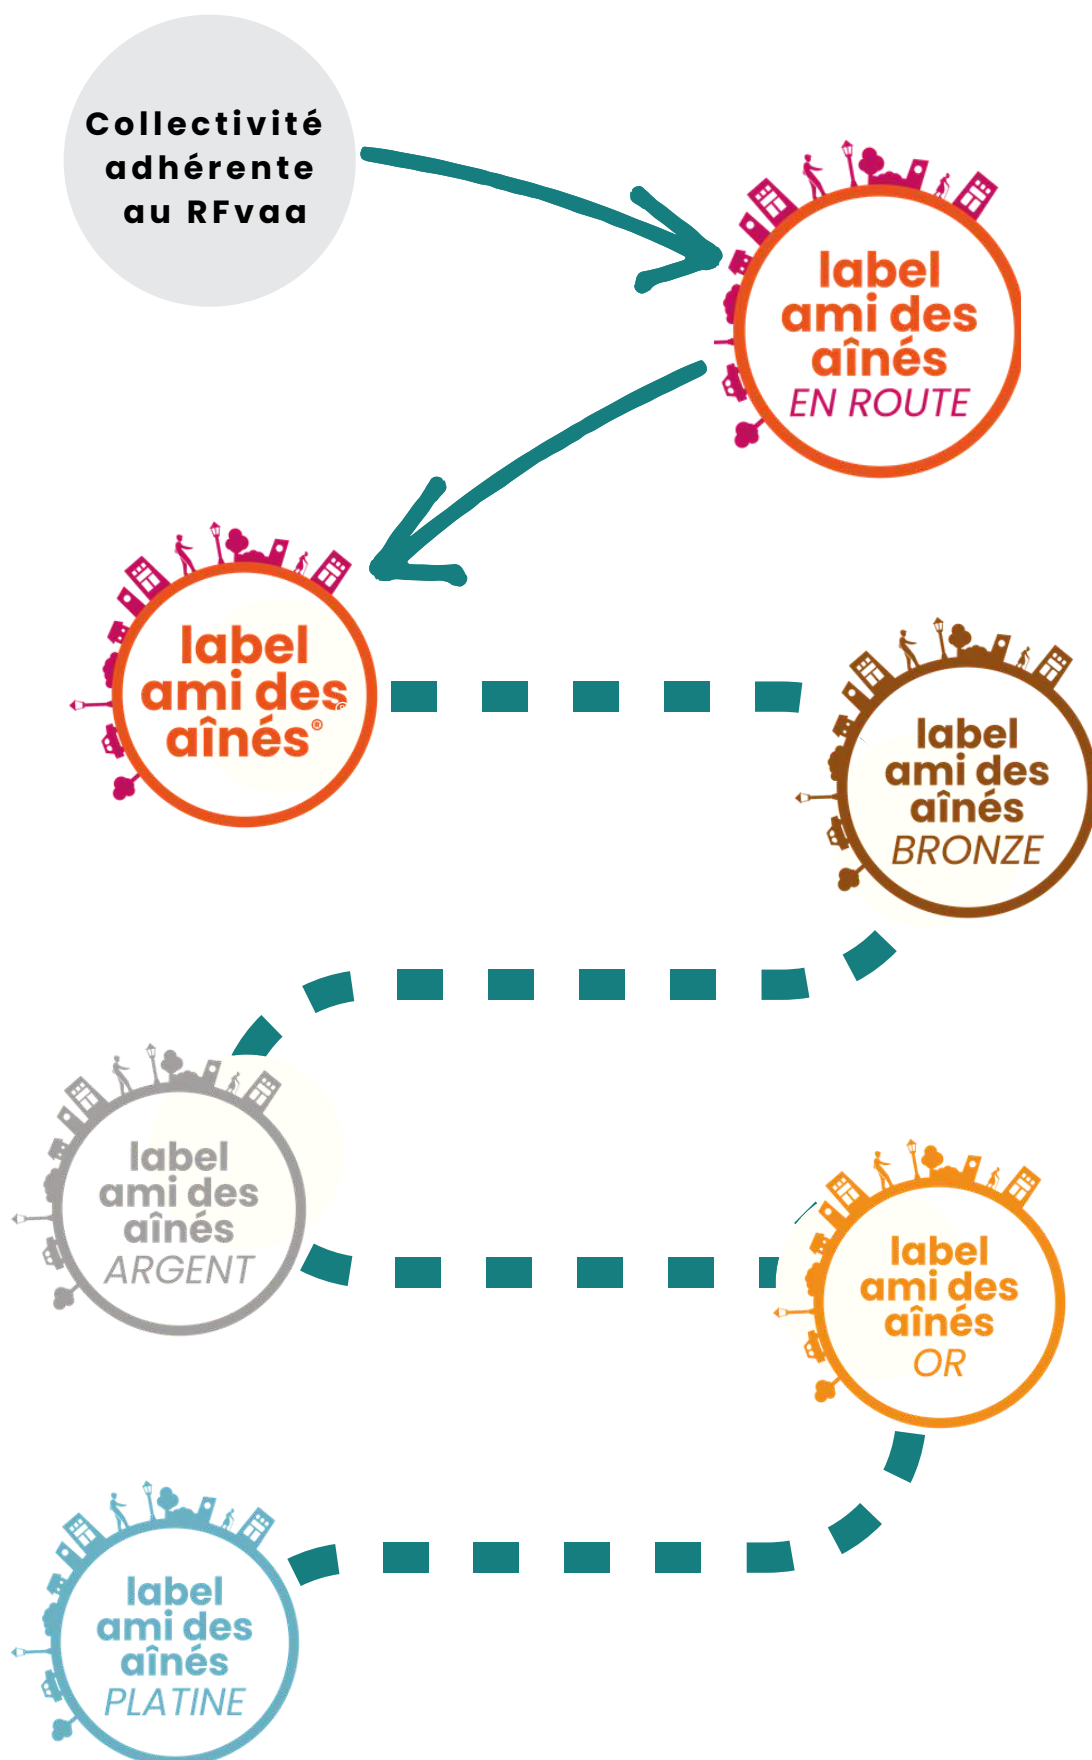 Collectivité
adhérente
au RFvaa
label
ami des
aînés
EN ROUTE
label
ami des
aînés®
label
ami des
aînés
BRONZE
label
ami des
aînés
ARGENT
label
ami des
aînés
OR
label
ami des
aînés
PLATINE